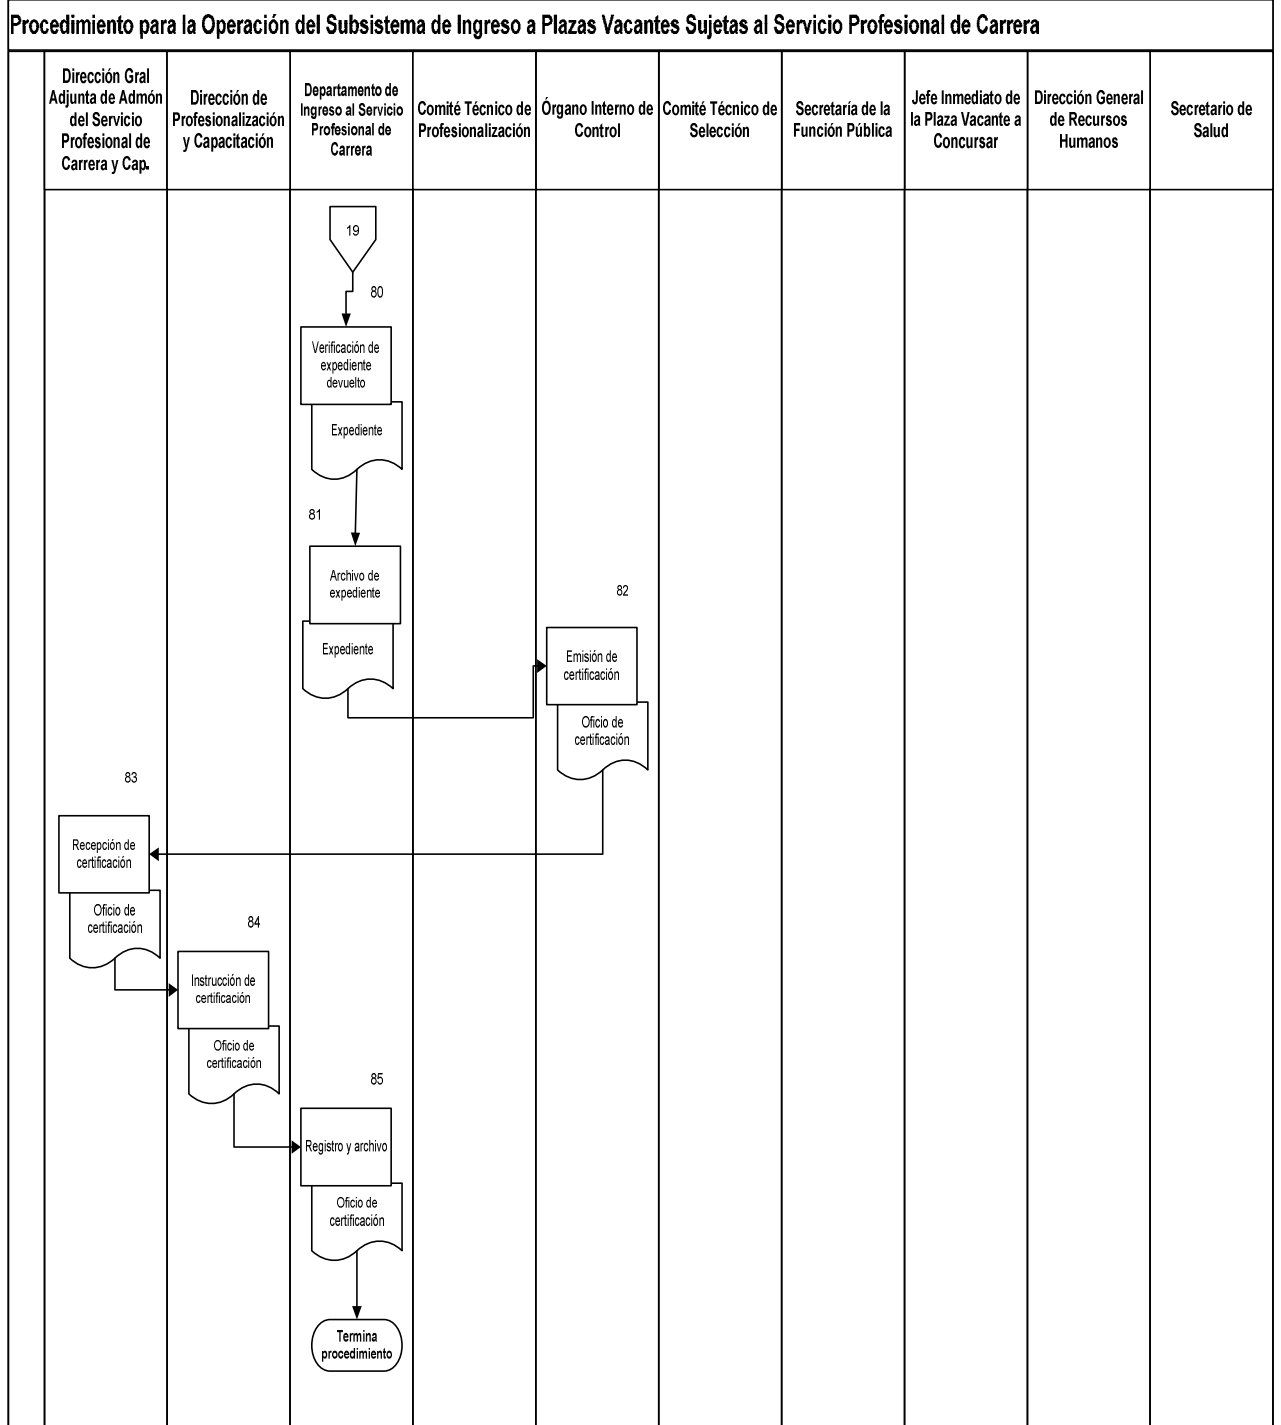 Procedimiento para la Operación del Subsistema de Ingreso a Plazas Vacantes Sujetas al Servicio Profesional de Carrera
Dirección Gral
Adjunta de Admón
del Servicio
Profesional de
Carrera y Cap.
Dirección de
Profesionalización
y Capacitación
Departamento de
Ingreso al Servicio
Profesional de
Carrera
Comité Técnico de
Profesionalización
Órgano Interno de
Control
Comité Técnico de
Selección
Secretaría de la
Función Pública
Jefe Inmediato de
la Plaza Vacante a
Concursar
Dirección General
de Recursos
Humanos
Secretario de
Salud
19
80
Verificación de
expediente
devuelto
Expediente
81
Archivo de
expediente
Expediente
82
Emisión de
certificación
Oficio de
certificación
83
Recepción de
certificación
Oficio de
certificación
84
Instrucción de
certificación
Oficio de
certificación
85
Registro y archivo
Oficio de
certificación
Termina
procedimiento